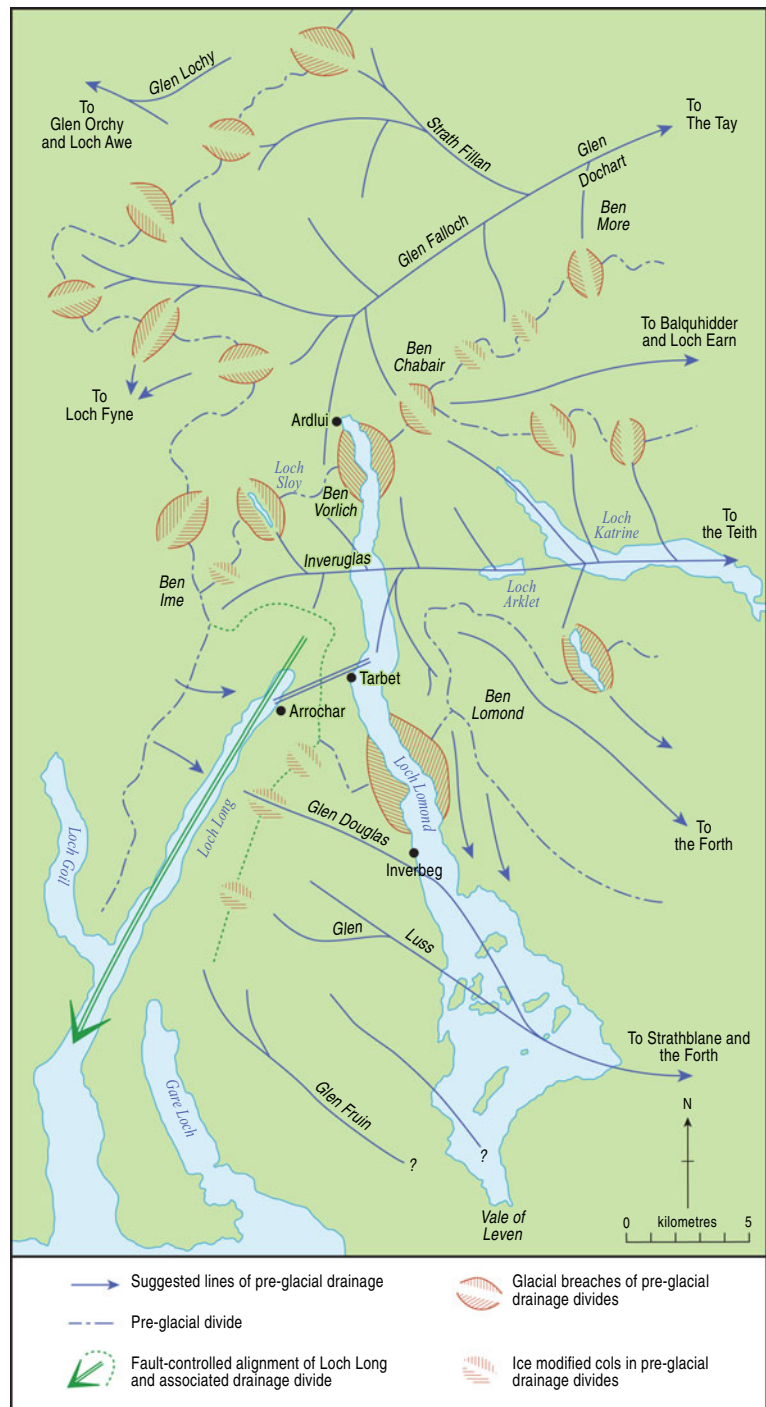 Glen Lochy
To
Glen Orchy
and Loch Awe
Strath Fillan
Glen
Dochart
To
The Tay
Ben
More
Glen Falloch
To Balquhidder
and Loch Earn
Ben
Chabair
To
Loch Fyne
Ardlui
Loch
Sloy
Ben
Vorlich
Loch
Katrine
To
the Teith
Inveruglas
Ben
Ime
Loch
Arklet
Tarbet
Arrochar
Ben
Lomond
Loch Lomond
Loch Long
Loch Goil
Glen Douglas
To
the Forth
Inverbeg
Glen
Luss
To Strathblane and
the Forth
Gare Loch
Glen Fruin
?
?
N
Vale of
Leven
0 kilometres 5
Suggested lines of pre-glacial drainage
Glacial breaches of pre-glacial
drainage divides
Pre-glacial divide
Fault-controlled alignment of Loch Long
and associated drainage divide
Ice modified cols in pre-glacial
drainage divides